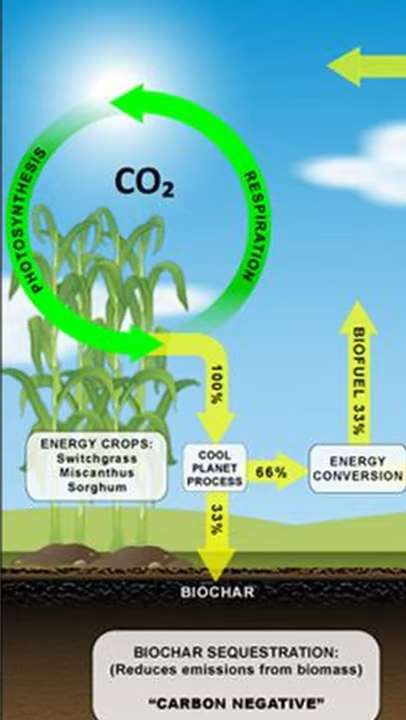 PHOTOSYNTHESIS
CO₂
RESPIRATION
100%
BIOFUEL 33%
ENERGY CROPS:
Switchgrass
Miscanthus
Sorghum
COOL
PLANET
PROCESS
66%
ENERGY
CONVERSION
33%
BIOCHAR
BIOCHAR SEQUESTRATION:
(Reduces emissions from biomass)
“CARBON NEGATIVE”